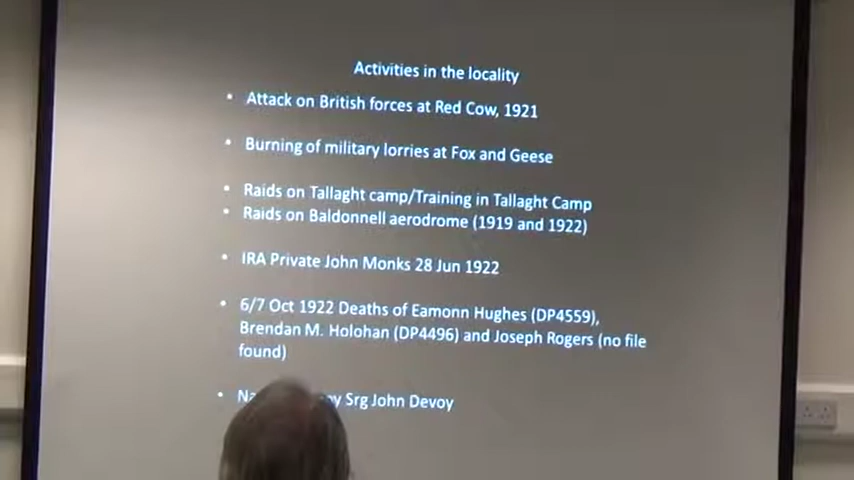 Activities in the locality
• Attack on British forces at Red Cow, 1921
• Burning of military lorries at Fox and Geese
• Raids on Tallaght camp/Training in Tallaght Camp
• Raids on Baldonnell aerodrome (1919 and 1922)
• IRA Private John Monks 28 Jun 1922
• 6/7 Oct 1922 Deaths of Eamonn Hughes (DP4559),
Brendan M. Holohan (DP4496) and Joseph Rogers (no file
found)
• Srg John Devoy